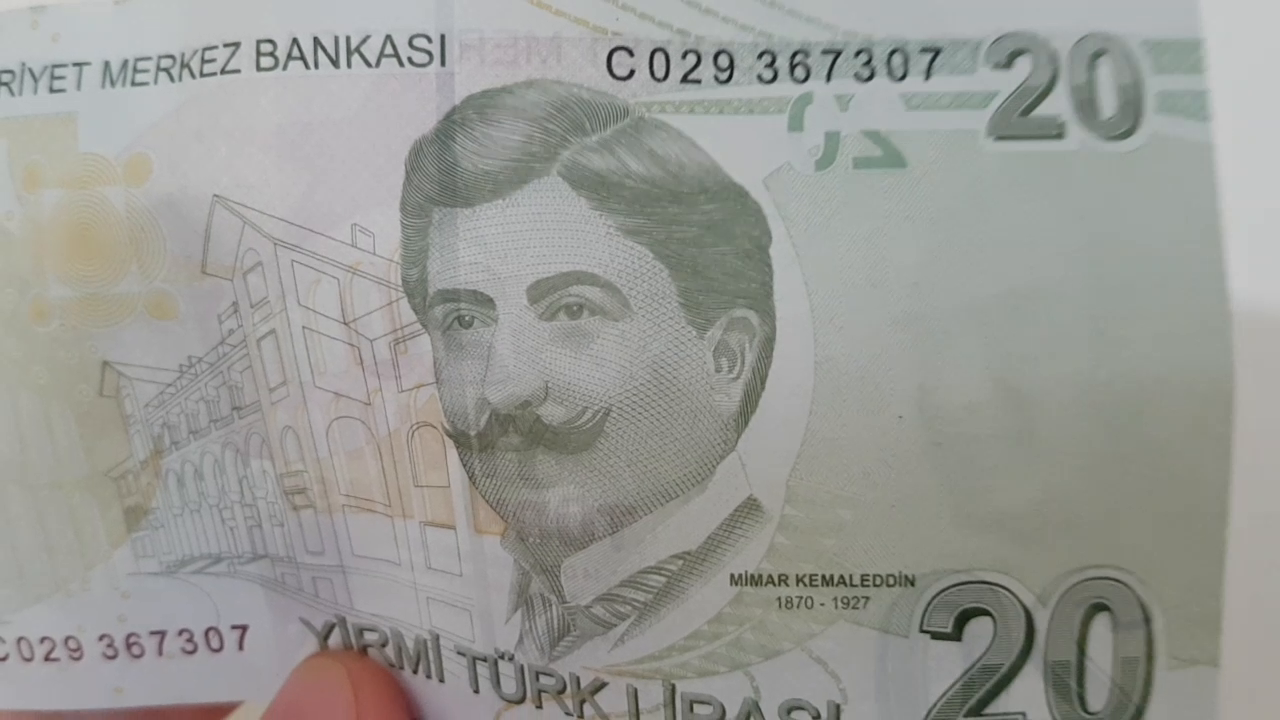 RİYET MERKEZ BANKASI
C029 367307
20
MİMAR KEMALEDDİN
1870 - 1927
C029 367307
YİRMİ TÜRK LİRASI
20